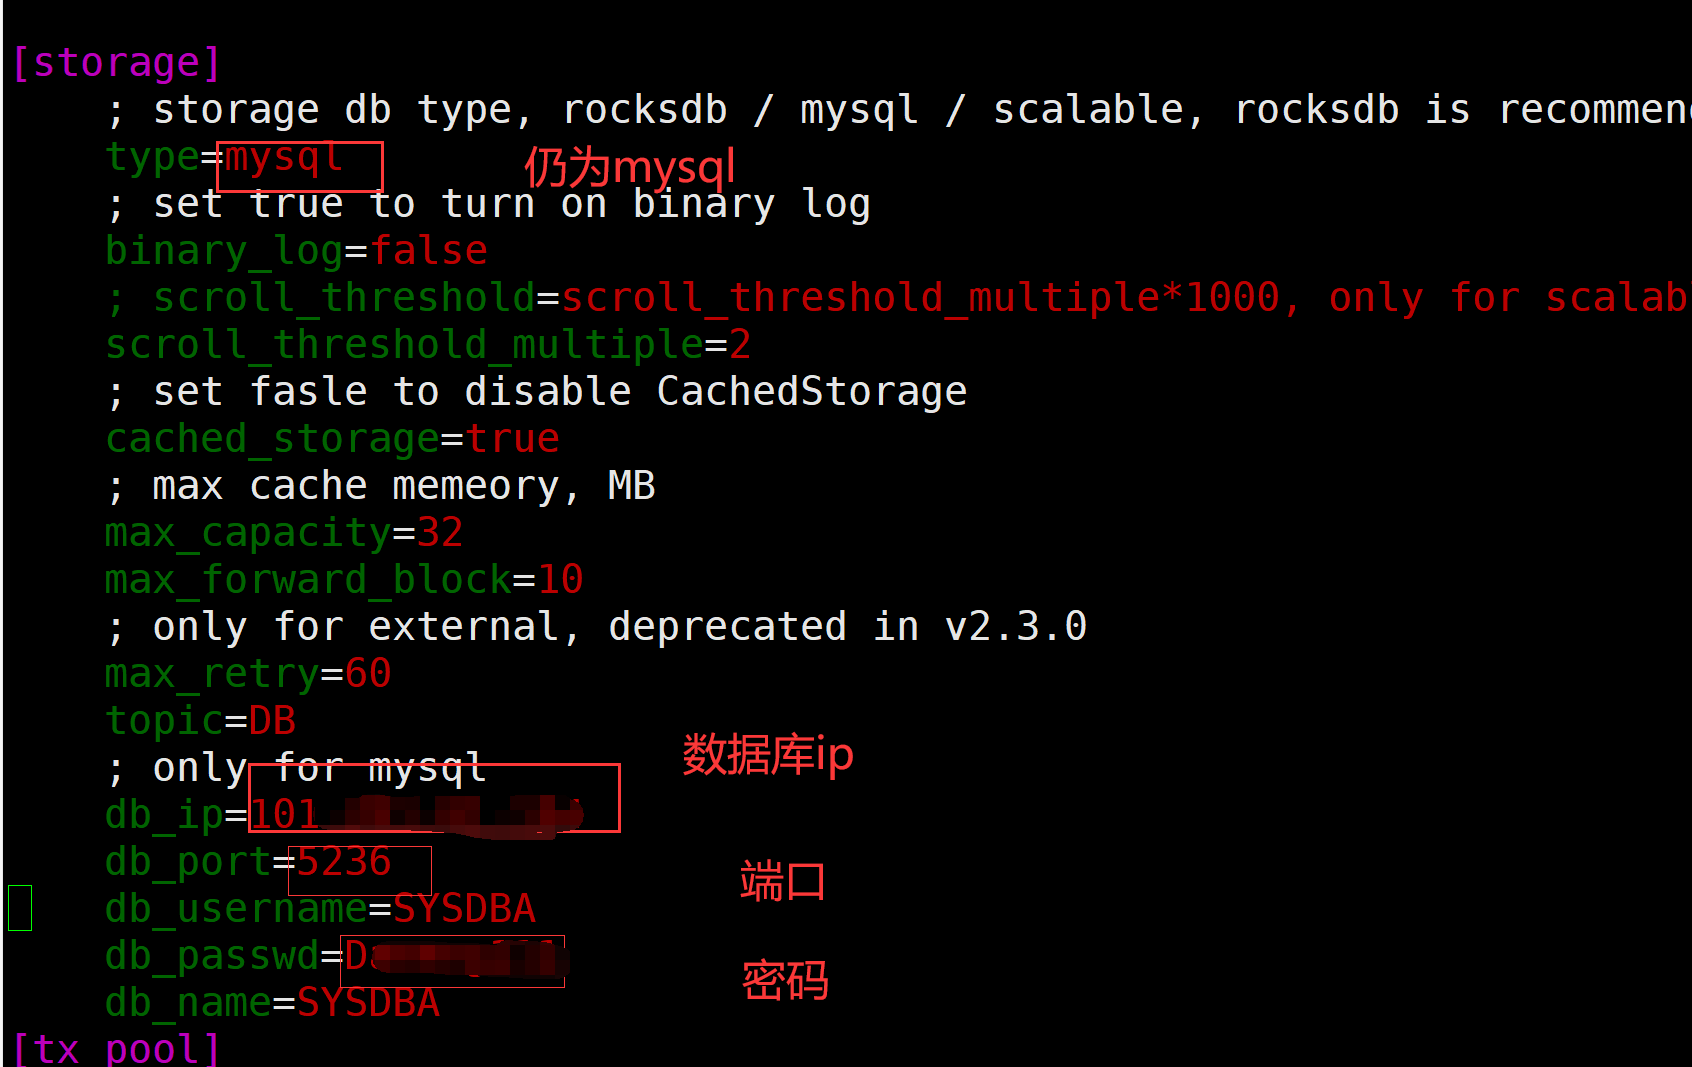 [storage]
; storage db type, rocksdb / mysql / scalable, rocksdb is recommen
type=mysql 仍为mysql
; set true to turn on binary log
binary_log=false
; scroll_threshold=scroll_threshold_multiple*1000, only for scalab
scroll_threshold_multiple=2
; set fasle to disable CachedStorage
cached_storage=true
; max cache memeory, MB
max_capacity=32
max_forward_block=10
; only for external, deprecated in v2.3.0
max_retry=60
topic=DB
; only for mysql
数据库ip
db_ip=101
db_port=5236 端口
db_username=SYSDBA
db_passwd=D
密码
db_name=SYSDBA
[tx_pool]